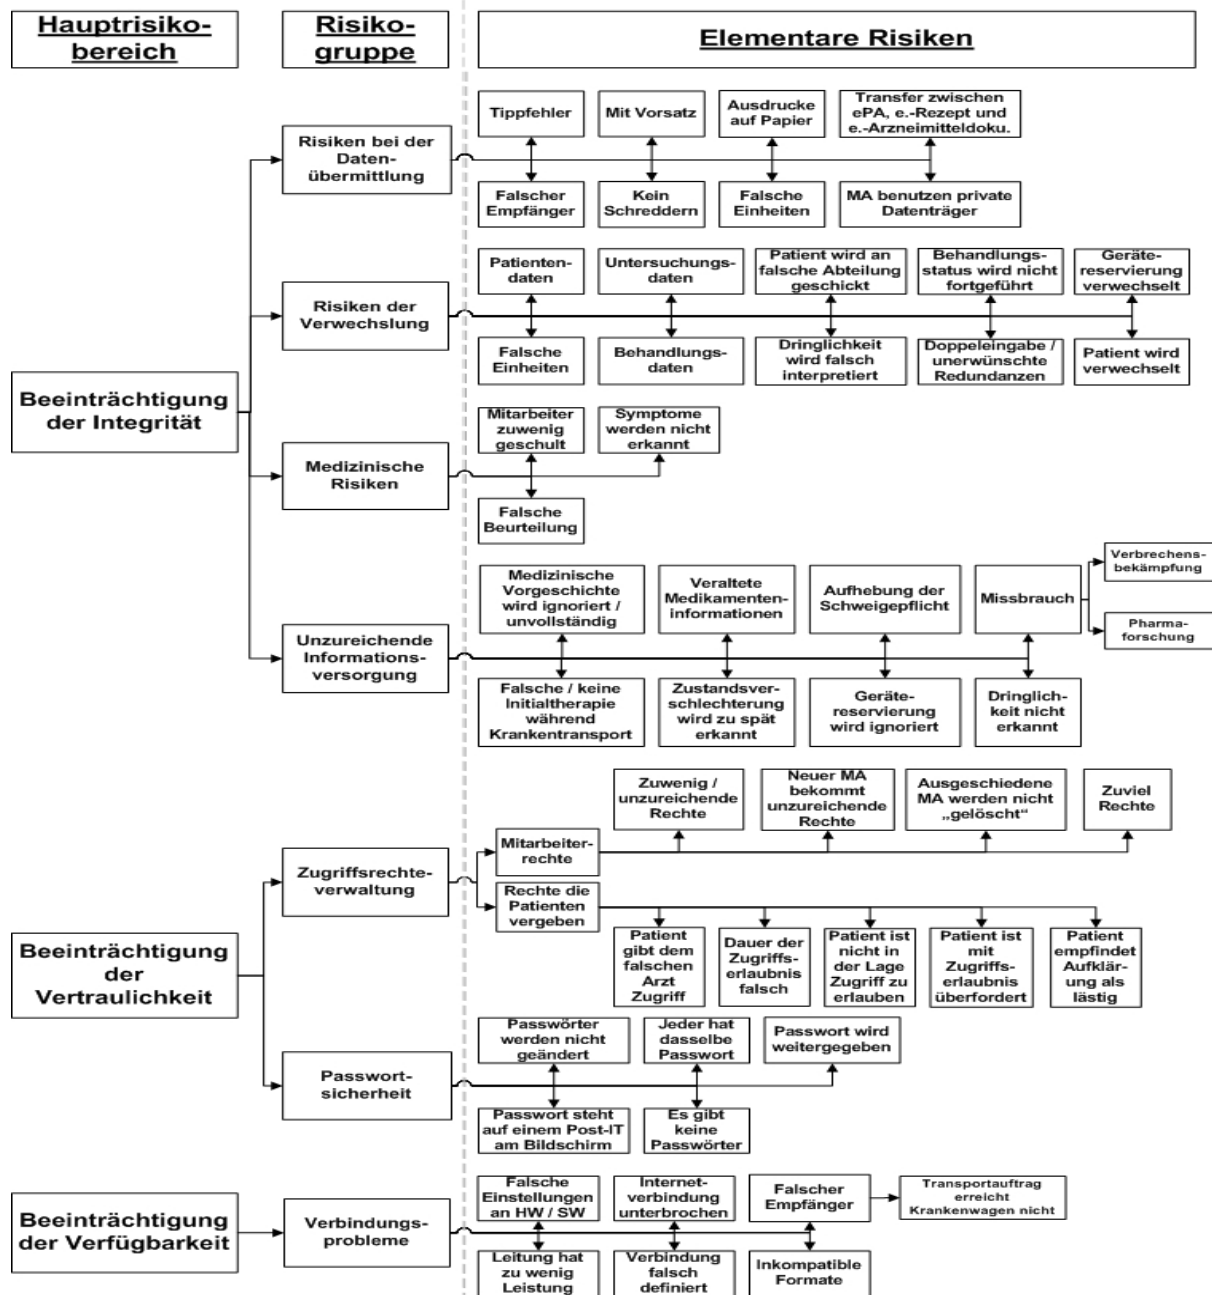 Hauptrisiko-
bereich
Risiko-
gruppe
Elementare Risiken
Risiken bei der
Daten-
übermittlung
Tippfehler
Mit Vorsatz
Ausdrucke
auf Papier
Transfer zwischen
ePA, e.-Rezept und
e.-Arzneimitteldoku.
Falscher
Empfänger
Kein
Schreddern
Falsche
Einheiten
MA benutzen private
Datenträger
Risiken der
Verwechslung
Patienten-
daten
Untersuchungs-
daten
Patient wird an
falsche Abteilung
geschickt
Behandlungs-
status wird nicht
fortgeführt
Geräte-
reservierung
verwechselt
Falsche
Einheiten
Behandlungs-
daten
Dringlichkeit
wird falsch
interpretiert
Doppeleingabe /
unerwünschte
Redundanzen
Patient wird
verwechselt
Beeinträchtigung
der Integrität
Medizinische
Risiken
Mitarbeiter
zuwenig
geschult
Symptome
werden nicht
erkannt
Falsche
Beurteilung
Unzureichende
Informations-
versorgung
Medizinische
Vorgeschichte
wird ignoriert /
unvollständig
Veraltete
Medikamenten-
informationen
Aufhebung der
Schweigepflicht
Missbrauch
Verbrechens-
bekämpfung
Pharma-
forschung
Falsche / keine
Initialtherapie
während
Krankentransport
Zustandsver-
schlechterung
wird zu spät
erkannt
Geräte-
reservierung
wird ignoriert
Dringlich-
keit nicht
erkannt
Beeinträchtigung
der
Vertraulichkeit
Zugriffsrechte-
verwaltung
Mitarbeiter-
rechte
Zuwenig /
unzureichende
Rechte
Neuer MA
bekommt
unzureichende
Rechte
Ausgeschiedene
MA werden nicht
„gelöscht“
Zuviel
Rechte
Rechte die
Patienten
vergeben
Patient
gibt dem
falschen
Arzt
Zugriff
Dauer der
Zugriffs-
erlaubnis
falsch
Patient ist
nicht in
der Lage
Zugriff zu
erlauben
Patient ist
mit
Zugriffs-
erlaubnis
überfordert
Patient
empfindet
Aufklär-
ung als
lästig
Passwort-
sicherheit
Passwörter
werden nicht
geändert
Jeder hat
dasselbe
Passwort
Passwort wird
weitergegeben
Passwort steht
auf einem Post-IT
am Bildschirm
Es gibt
keine
Passwörter
Beeinträchtigung
der Verfügbarkeit
Verbindungs-
probleme
Falsche
Einstellungen
an HW / SW
Internet-
verbindung
unterbrochen
Falscher
Empfänger
Transportauftrag
erreicht
Krankenwagen nicht
Leitung hat
zu wenig
Leistung
Verbindung
falsch
definiert
Inkompatible
Formate